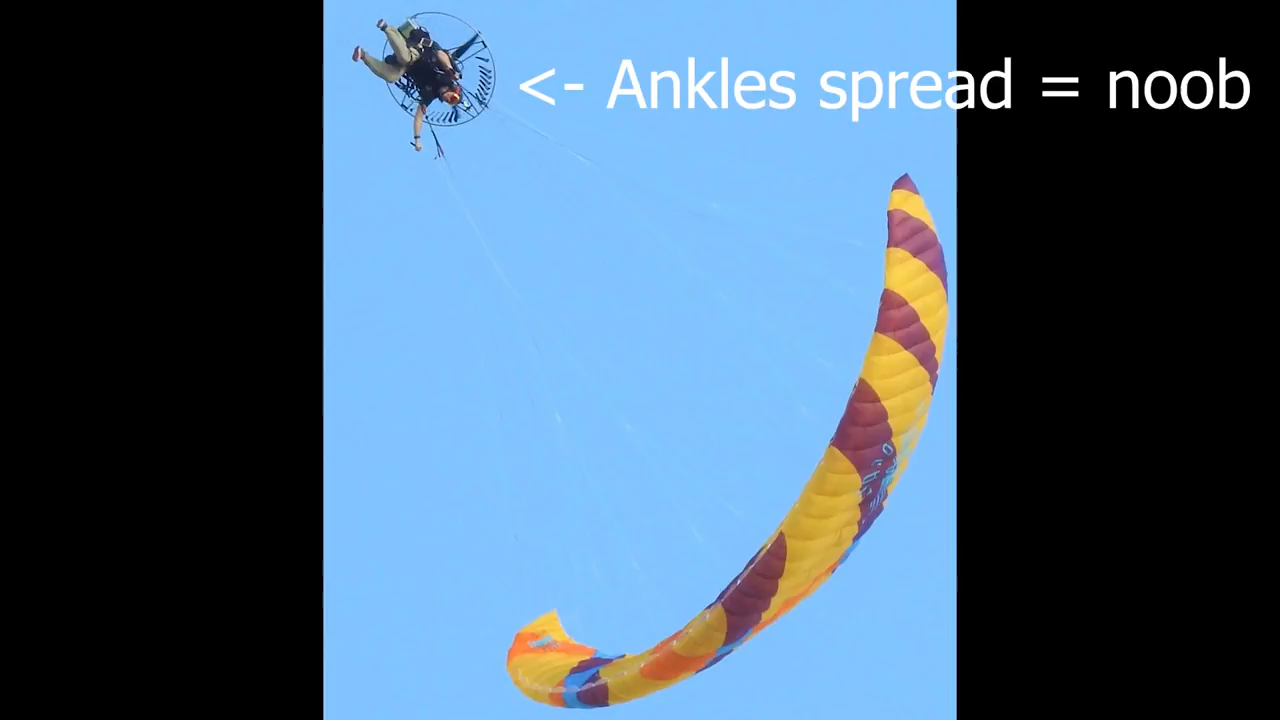 <- Ankles spread = noob